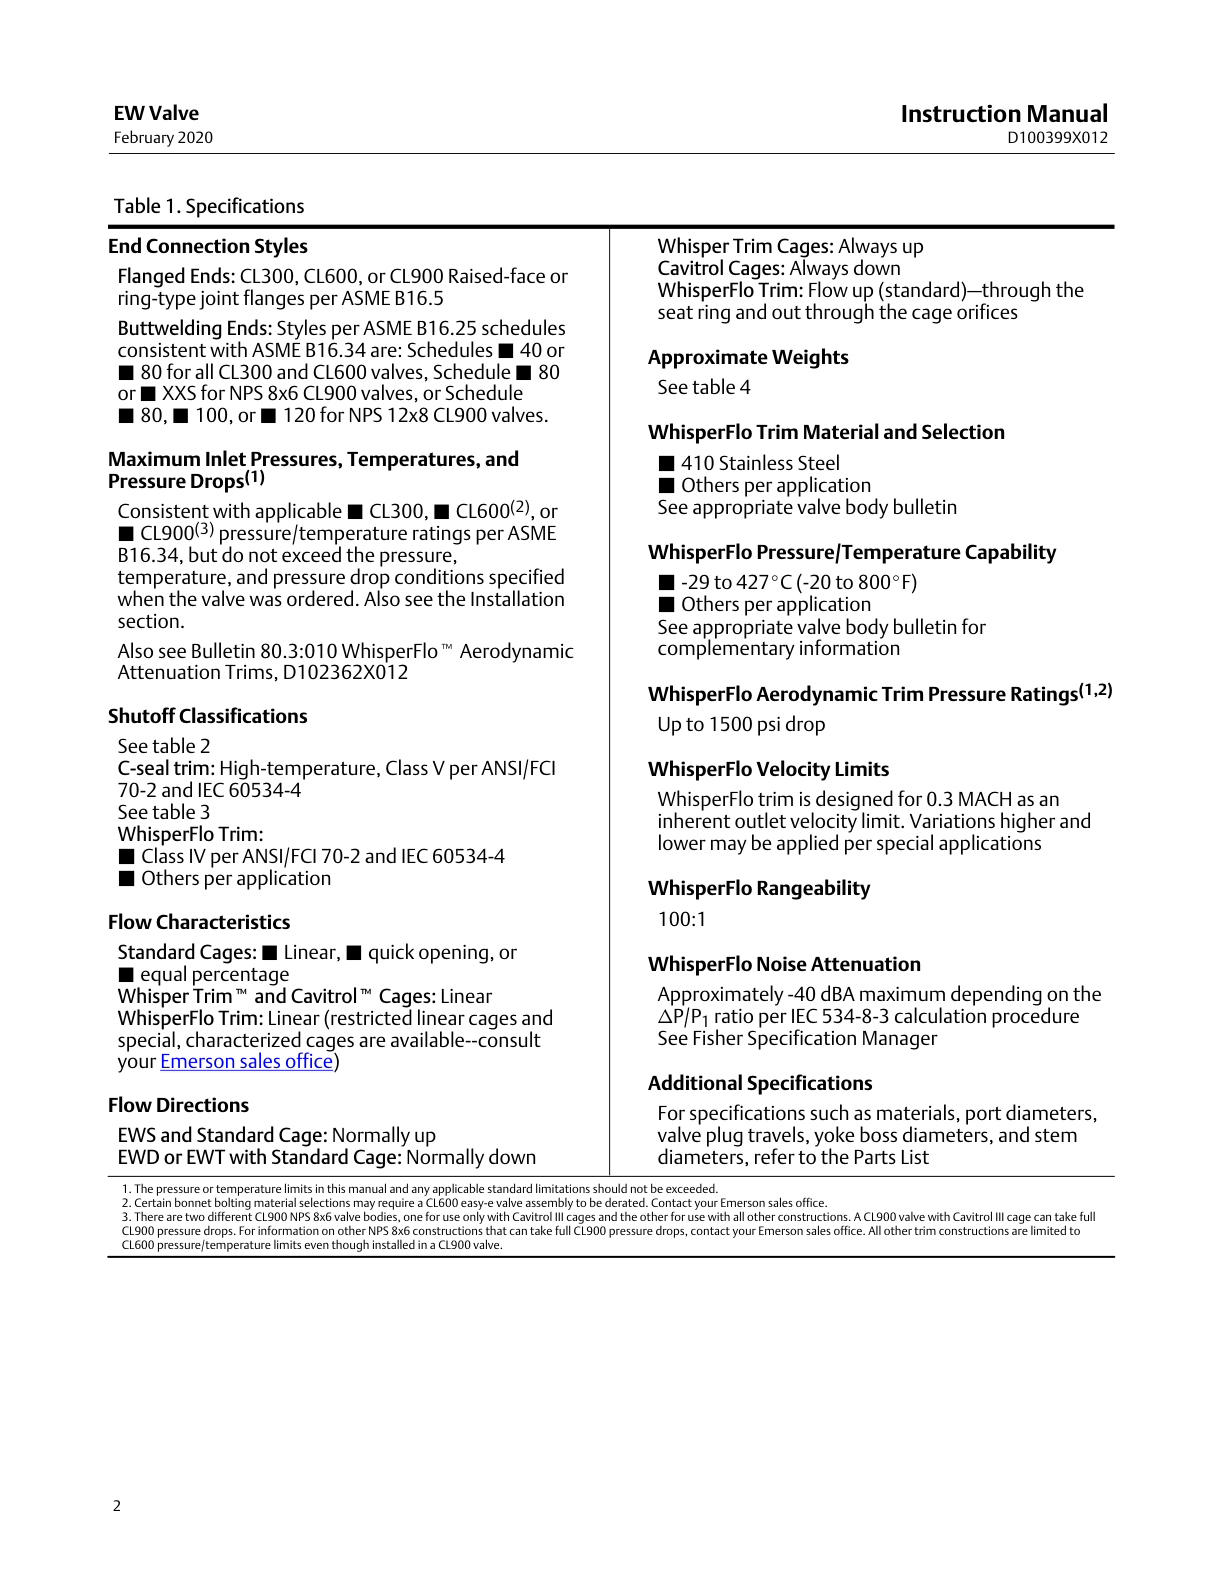 EW Valve
February 2020
Instruction Manual
D100399X012
Table 1. Specifications
End Connection Styles
Flanged Ends: CL300, CL600, or CL900 Raised-face or
ring-type joint flanges per ASME B16.5
Buttwelding Ends: Styles per ASME B16.25 schedules
consistent with ASME B16.34 are: Schedules ■ 40 or
■ 80 for all CL300 and CL600 valves, Schedule ■ 80
or ■ XXS for NPS 8x6 CL900 valves, or Schedule
■ 80, ■ 100, or ■ 120 for NPS 12x8 CL900 valves.
Maximum Inlet Pressures, Temperatures, and
Pressure Drops(1)
Consistent with applicable ■ CL300, ■ CL600(2), or
■ CL900(3) pressure/temperature ratings per ASME
B16.34, but do not exceed the pressure,
temperature, and pressure drop conditions specified
when the valve was ordered. Also see the Installation
section.
Also see Bulletin 80.3:010 WhisperFlo™ Aerodynamic
Attenuation Trims, D102362X012
Shutoff Classifications
See table 2
C-seal trim: High-temperature, Class V per ANSI/FCI
70-2 and IEC 60534-4
See table 3
WhisperFlo Trim:
■ Class IV per ANSI/FCI 70-2 and IEC 60534-4
■ Others per application
Flow Characteristics
Standard Cages: ■ Linear, ■ quick opening, or
■ equal percentage
Whisper Trim™ and Cavitrol™ Cages: Linear
WhisperFlo Trim: Linear (restricted linear cages and
special, characterized cages are available--consult
your Emerson sales office)
Flow Directions
EWS and Standard Cage: Normally up
EWD or EWT with Standard Cage: Normally down
Whisper Trim Cages: Always up
Cavitrol Cages: Always down
WhisperFlo Trim: Flow up (standard)—through the
seat ring and out through the cage orifices
Approximate Weights
See table 4
WhisperFlo Trim Material and Selection
■ 410 Stainless Steel
■ Others per application
See appropriate valve body bulletin
WhisperFlo Pressure/Temperature Capability
■ -29 to 427°C (-20 to 800°F)
■ Others per application
See appropriate valve body bulletin for
complementary information
WhisperFlo Aerodynamic Trim Pressure Ratings(1,2)
Up to 1500 psi drop
WhisperFlo Velocity Limits
WhisperFlo trim is designed for 0.3 MACH as an
inherent outlet velocity limit. Variations higher and
lower may be applied per special applications
WhisperFlo Rangeability
100:1
WhisperFlo Noise Attenuation
Approximately -40 dBA maximum depending on the
ΔP/P1 ratio per IEC 534-8-3 calculation procedure
See Fisher Specification Manager
Additional Specifications
For specifications such as materials, port diameters,
valve plug travels, yoke boss diameters, and stem
diameters, refer to the Parts List
1. The pressure or temperature limits in this manual and any applicable standard limitations should not be exceeded.
2. Certain bonnet bolting material selections may require a CL600 easy-e valve assembly to be derated. Contact your Emerson sales office.
3. There are two different CL900 NPS 8x6 valve bodies, one for use only with Cavitrol III cages and the other for use with all other constructions. A CL900 valve with Cavitrol III cage can take full
CL900 pressure drops. For information on other NPS 8x6 constructions that can take full CL900 pressure drops, contact your Emerson sales office. All other trim constructions are limited to
CL600 pressure/temperature limits even though installed in a CL900 valve.
2